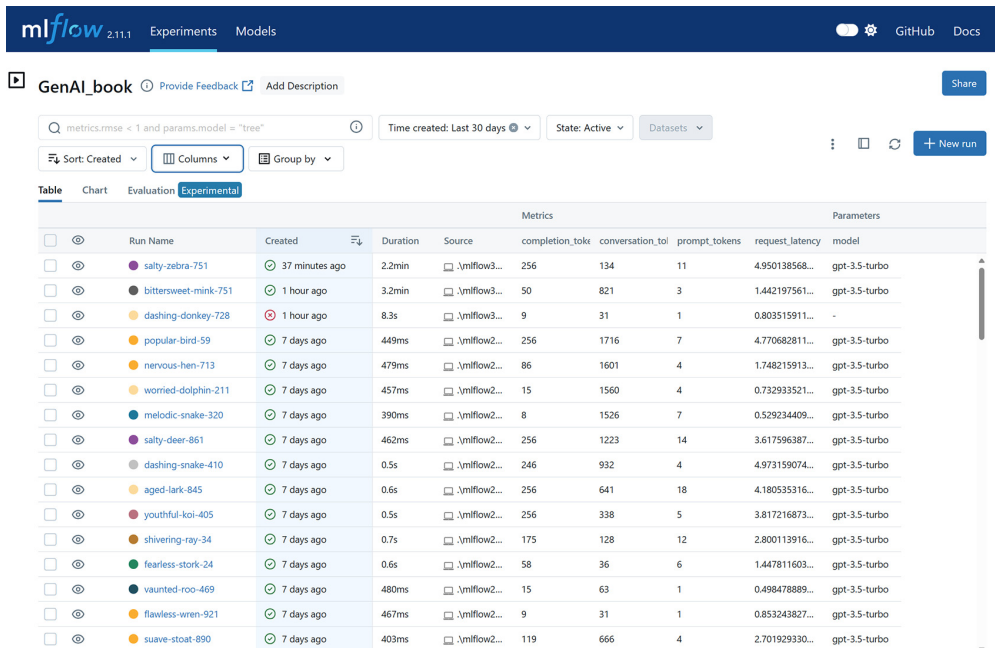 mlflow 2.11.1 Experiments Models GitHub Docs
GenAI_book Provide Feedback Add Description Share
metrics.rmse < 1 and params.model = "tree" Time created: Last 30 days State: Active Datasets
Sort: Created Columns Group by + New run
Table Chart Evaluation Experimental
Metrics Parameters
Run Name Created Duration Source completion_toke conversation_tol prompt_tokens request_latency model
salty-zebra-751 37 minutes ago 2.2min .\mlflow3... 256 134 11 4.950138568... gpt-3.5-turbo
bittersweet-mink-751 1 hour ago 3.2min .\mlflow3... 50 821 3 1.442197561... gpt-3.5-turbo
dashing-donkey-728 1 hour ago 8.3s .\mlflow3... 9 31 1 0.803515911... -
popular-bird-59 7 days ago 449ms .\mlflow2... 256 1716 7 4.770682811... gpt-3.5-turbo
nervous-hen-713 7 days ago 479ms .\mlflow2... 86 1601 4 1.748215913... gpt-3.5-turbo
worried-dolphin-211 7 days ago 457ms .\mlflow2... 15 1560 4 0.732933521... gpt-3.5-turbo
melodic-snake-320 7 days ago 390ms .\mlflow2... 8 1526 7 0.529234409... gpt-3.5-turbo
salty-deer-861 7 days ago 462ms .\mlflow2... 256 1223 14 3.617596387... gpt-3.5-turbo
dashing-snake-410 7 days ago 0.5s .\mlflow2... 246 932 4 4.973159074... gpt-3.5-turbo
aged-lark-845 7 days ago 0.6s .\mlflow2... 256 641 18 4.180535316... gpt-3.5-turbo
youthful-koi-405 7 days ago 0.5s .\mlflow2... 256 338 5 3.817216873... gpt-3.5-turbo
shivering-ray-34 7 days ago 0.7s .\mlflow2... 175 128 12 2.800113916... gpt-3.5-turbo
fearless-stork-24 7 days ago 0.6s .\mlflow2... 58 36 6 1.447811603... gpt-3.5-turbo
vaunted-roo-469 7 days ago 480ms .\mlflow2... 15 63 1 0.498478889... gpt-3.5-turbo
flawless-wren-921 7 days ago 467ms .\mlflow2... 9 31 1 0.853243827... gpt-3.5-turbo
suave-stoat-890 7 days ago 403ms .\mlflow2... 119 666 4 2.701929330... gpt-3.5-turbo